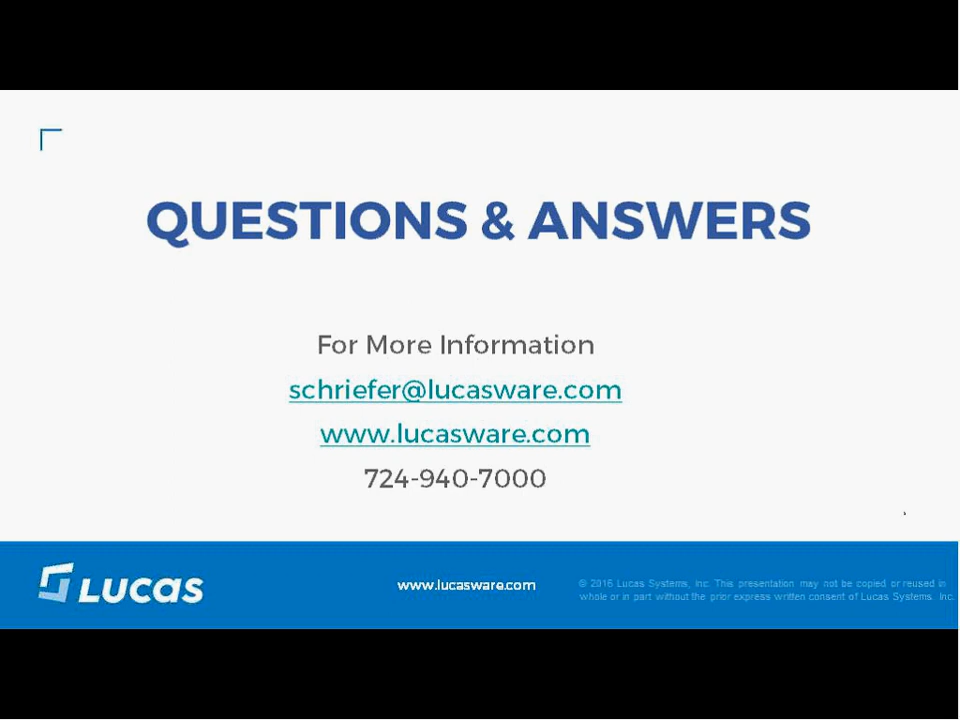 QUESTIONS & ANSWERS
For More Information
schriefer@lucasware.com
www.lucasware.com
724-940-7000
LUCAS
www.lucasware.com
© 2016 Lucas Systems, Inc. This presentation may not be copied or reused in
whole or in part without the prior express written consent of Lucas Systems, Inc.